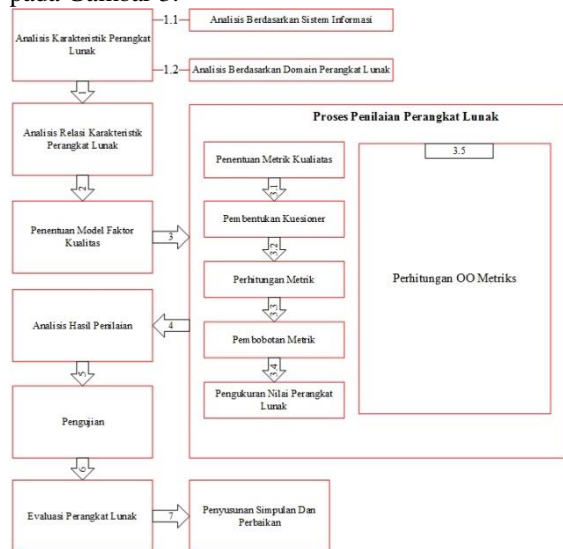 pada Gambar 3.
Analisis Karakteristik Perangkat
Lunak
1.1
Analisis Berdasarkan Sistem Informasi
1.2
Analisis Berdasarkan Domain Perangkat Lunak
1
Analisis Relasi Karakteristik
Perangkat Lunak
2
Penentuan Model Faktor
Kualitas
3
Proses Penilaian Perangkat Lunak
Penentuan Metrik Kualiatas
3.1
Pembentukan Kuesioner
3.2
Perhitungan Metrik
3.3
Pembobotan Metrik
3.4
Pengukuran Nilai Perangkat
Lunak
3.5
Perhitungan OO Metriks
4
Analisis Hasil Penilaian
5
Pengujian
6
Evaluasi Perangkat Lunak
7
Penyusunan Simpulan Dan
Perbaikan